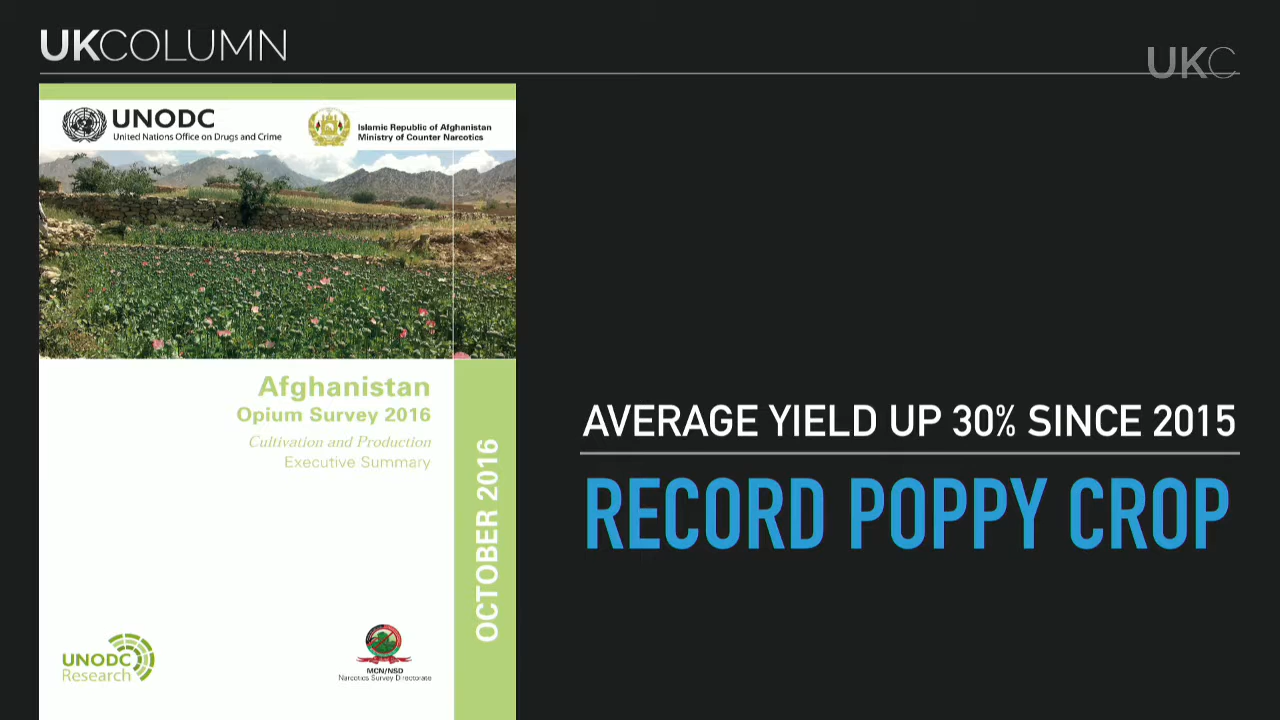 UKCOLUMN
UKC
UNODC
United Nations Office on Drugs and Crime
Islamic Republic of Afghanistan
Ministry of Counter Narcotics
Afghanistan
Opium Survey 2016
Cultivation and Production
Executive Summary
OCTOBER 2016
UNODC
Research
MCN/NSD
Narcotics Survey Directorate
AVERAGE YIELD UP 30% SINCE 2015
RECORD POPPY CROP